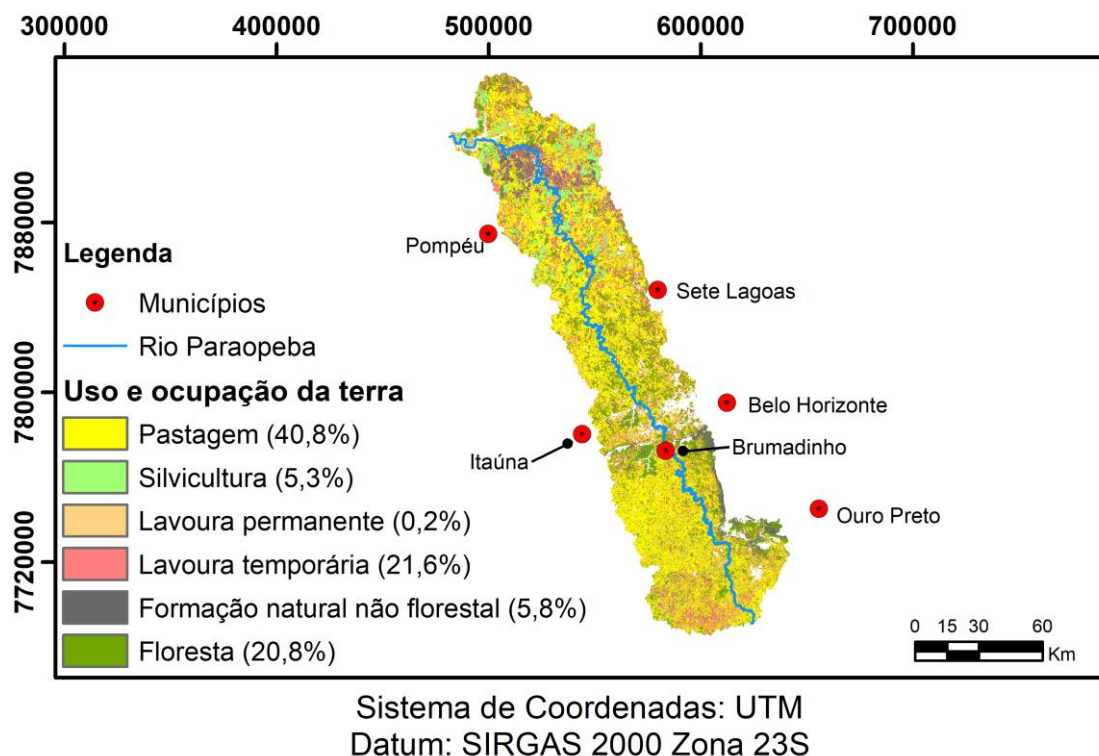 300000 400000 500000 600000 700000
7880000
7800000
7720000
Pompéu
Sete Lagoas
Belo Horizonte
Itaúna
Brumadinho
Ouro Preto
Legenda
Municípios
Rio Paraopeba
Uso e ocupação da terra
Pastagem (40,8%)
Silvicultura (5,3%)
Lavoura permanente (0,2%)
Lavoura temporária (21,6%)
Formação natural não florestal (5,8%)
Floresta (20,8%)
0 15 30 60
Km
Sistema de Coordenadas: UTM
Datum: SIRGAS 2000 Zona 23S